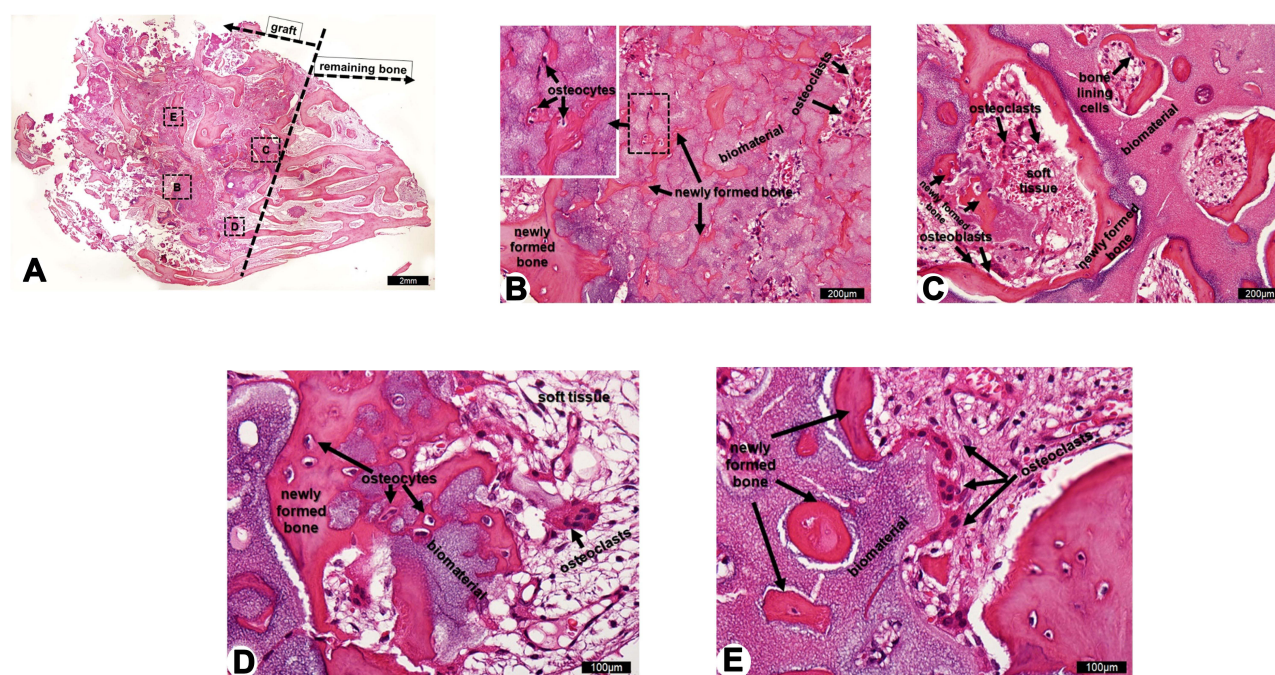 graft
remaining bone
E
C
B
D
A
2mm
osteocytes
osteoclasts
biomaterial
newly formed bone
newly
formed
bone
B
200µm
bone
lining
cells
osteoclasts
biomaterial
soft
tissue
newly formed
bone
osteoblasts
newly formed
bone
C
200µm
soft tissue
osteocytes
newly
formed
bone
osteoclasts
biomaterial
D
100µm
newly
formed
bone
osteoclasts
biomaterial
E
100µm